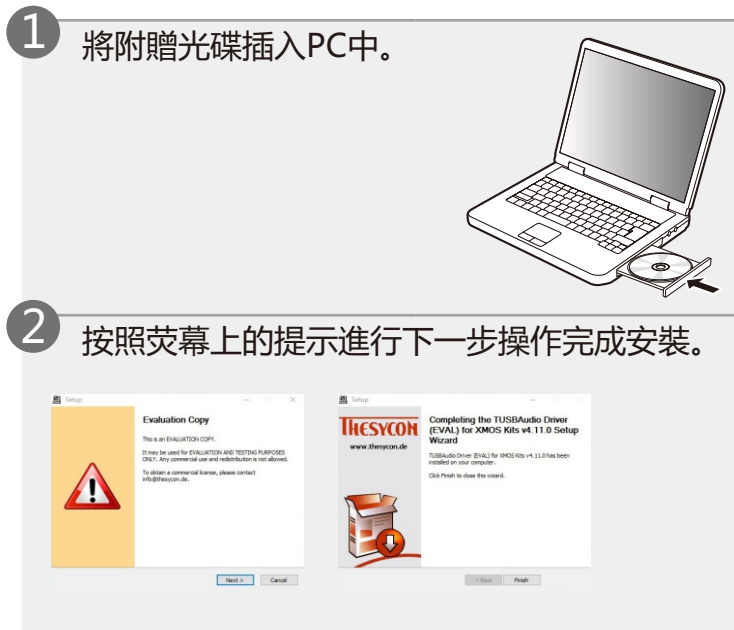 1
將附贈光碟插入PC中。
2
按照荧幕上的提示進行下一步操作完成安裝。
Setup
Evaluation Copy
This is an EVALUATION COPY.
It may be used for EVALUATION AND TESTING PURPOSES
ONLY. Any commercial use and redistribution is not allowed.
To obtain a commercial license, please contact
info@thesycon.de.
Next >
Cancel
Setup
THESYCON
www.thesycon.de
Completing the TUSBAudio Driver
(EVAL) for XMOS Kits v4.11.0 Setup
Wizard
TUSBAudio Driver (EVAL) for XMOS Kits v4.11.0 has been
installed on your computer.
Click Finish to close this wizard.
< Back
Finish